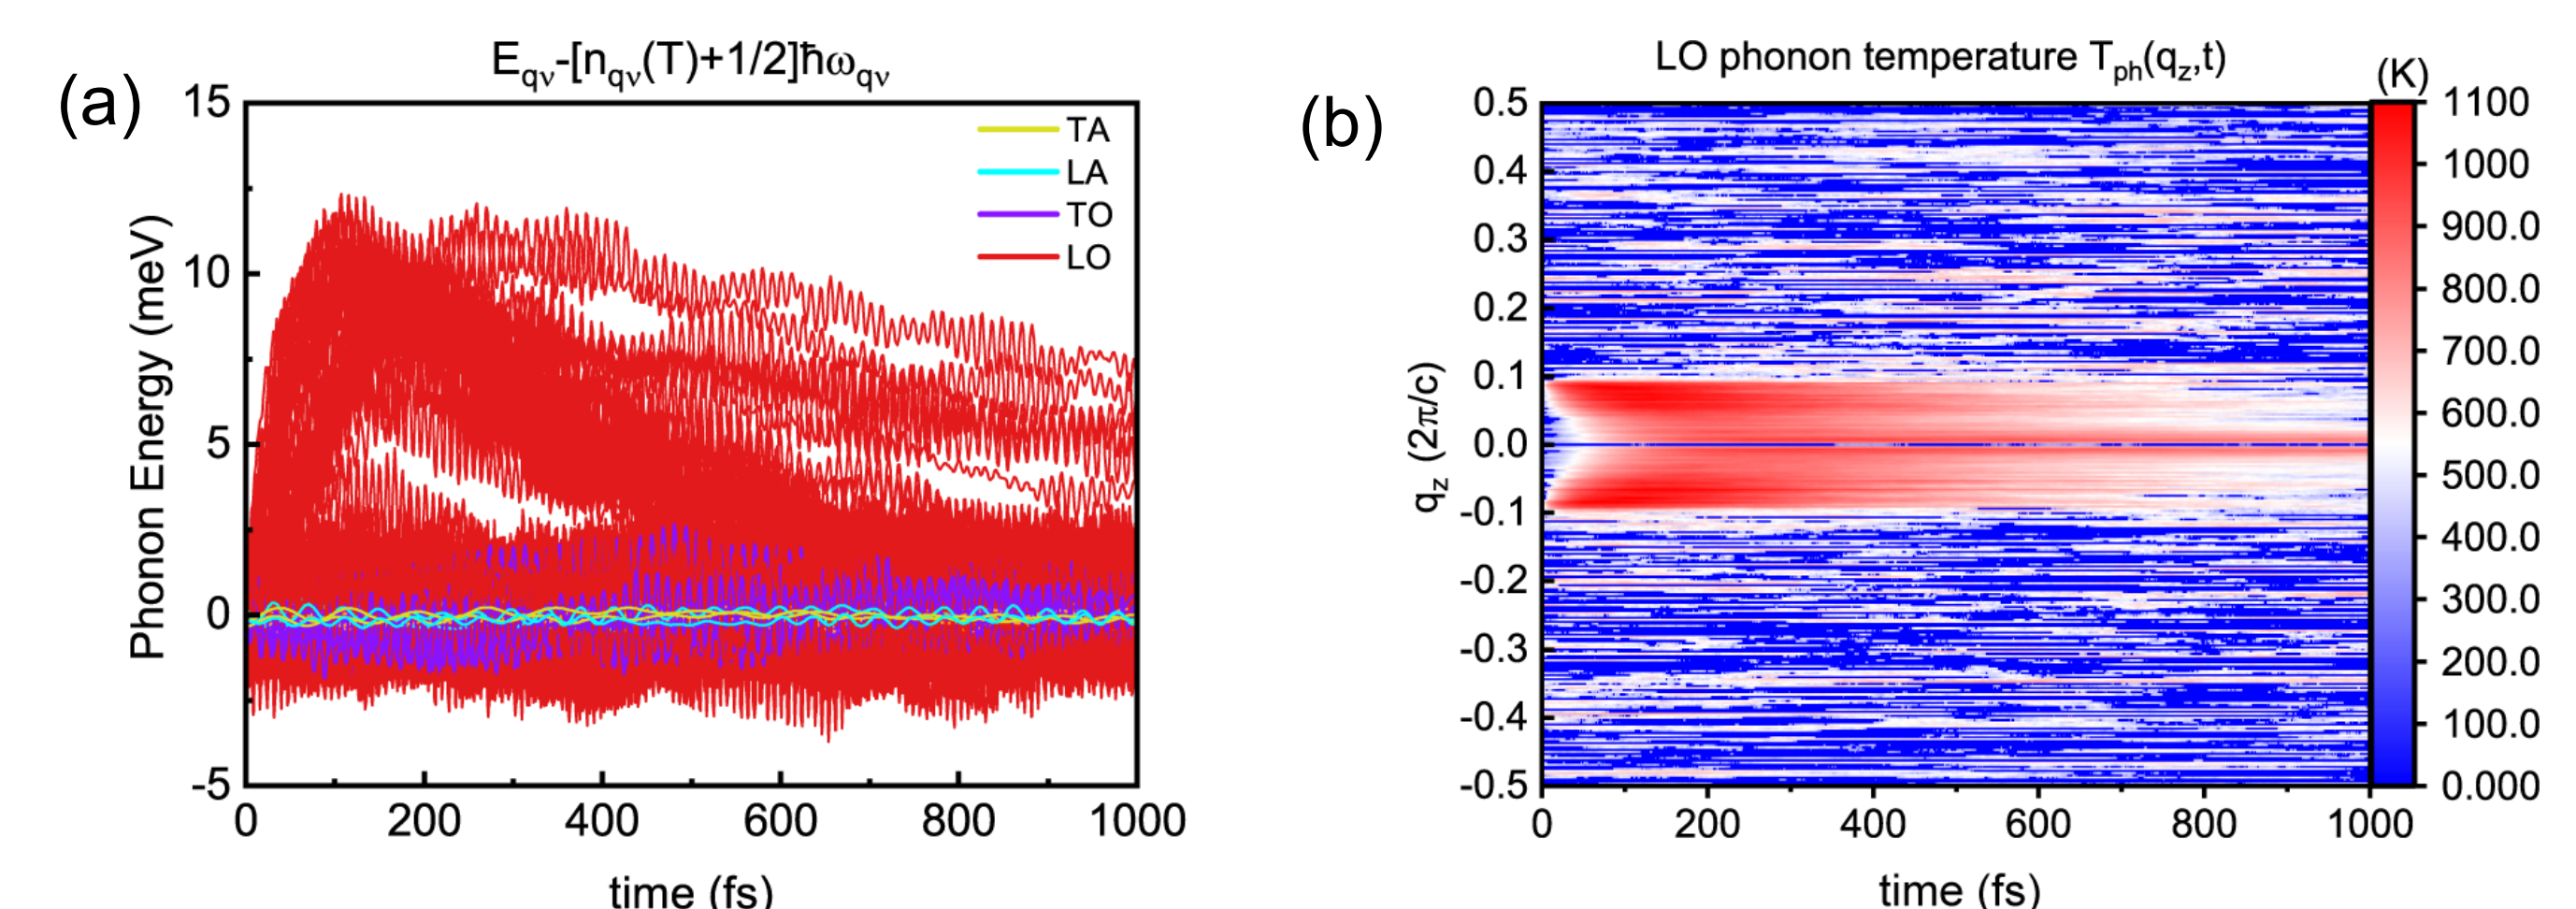 (a)
E_qν-[n_qν(T)+1/2]ħω_qν
15
10
5
0
-5
Phonon Energy (meV)
TA
LA
TO
LO
0 200 400 600 800 1000
time (fs)
(b)
LO phonon temperature T_ph(q_z,t)
(K)
0.5
0.4
0.3
0.2
0.1
0.0
-0.1
-0.2
-0.3
-0.4
-0.5
q_z (2π/c)
0 200 400 600 800 1000
time (fs)
1100
1000
900.0
800.0
700.0
600.0
500.0
400.0
300.0
200.0
100.0
0.000